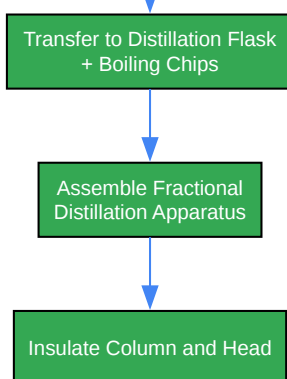 Transfer to Distillation Flask
+ Boiling Chips
Assemble Fractional
Distillation Apparatus
Insulate Column and Head